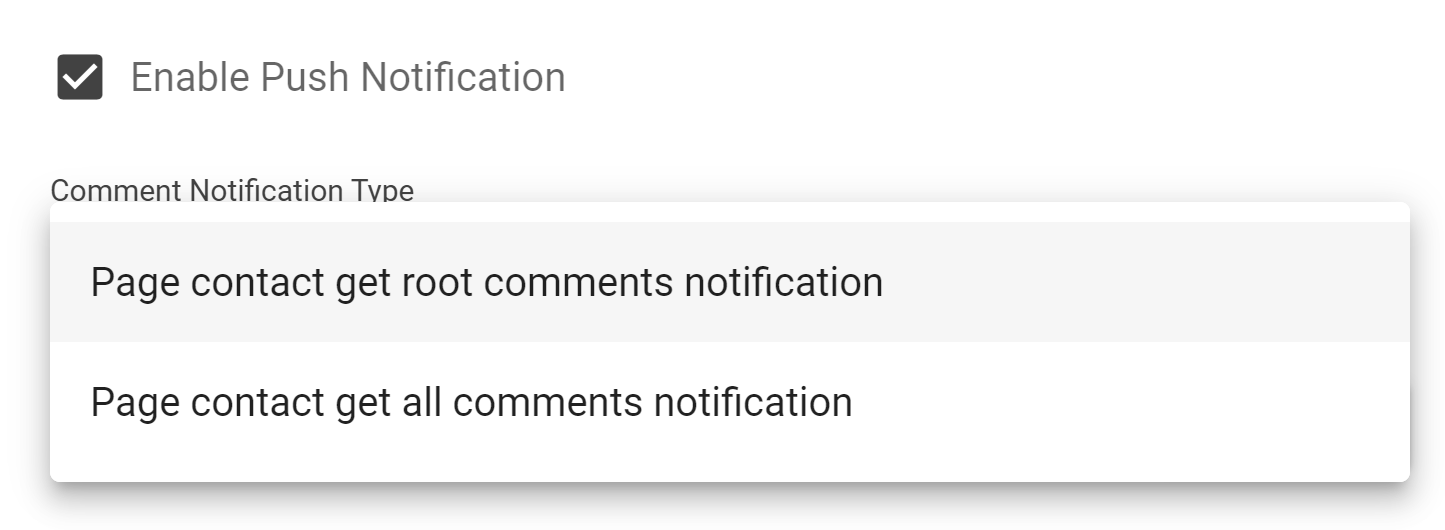 Enable Push Notification
Comment Notification Type
Page contact get root comments notification
Page contact get all comments notification